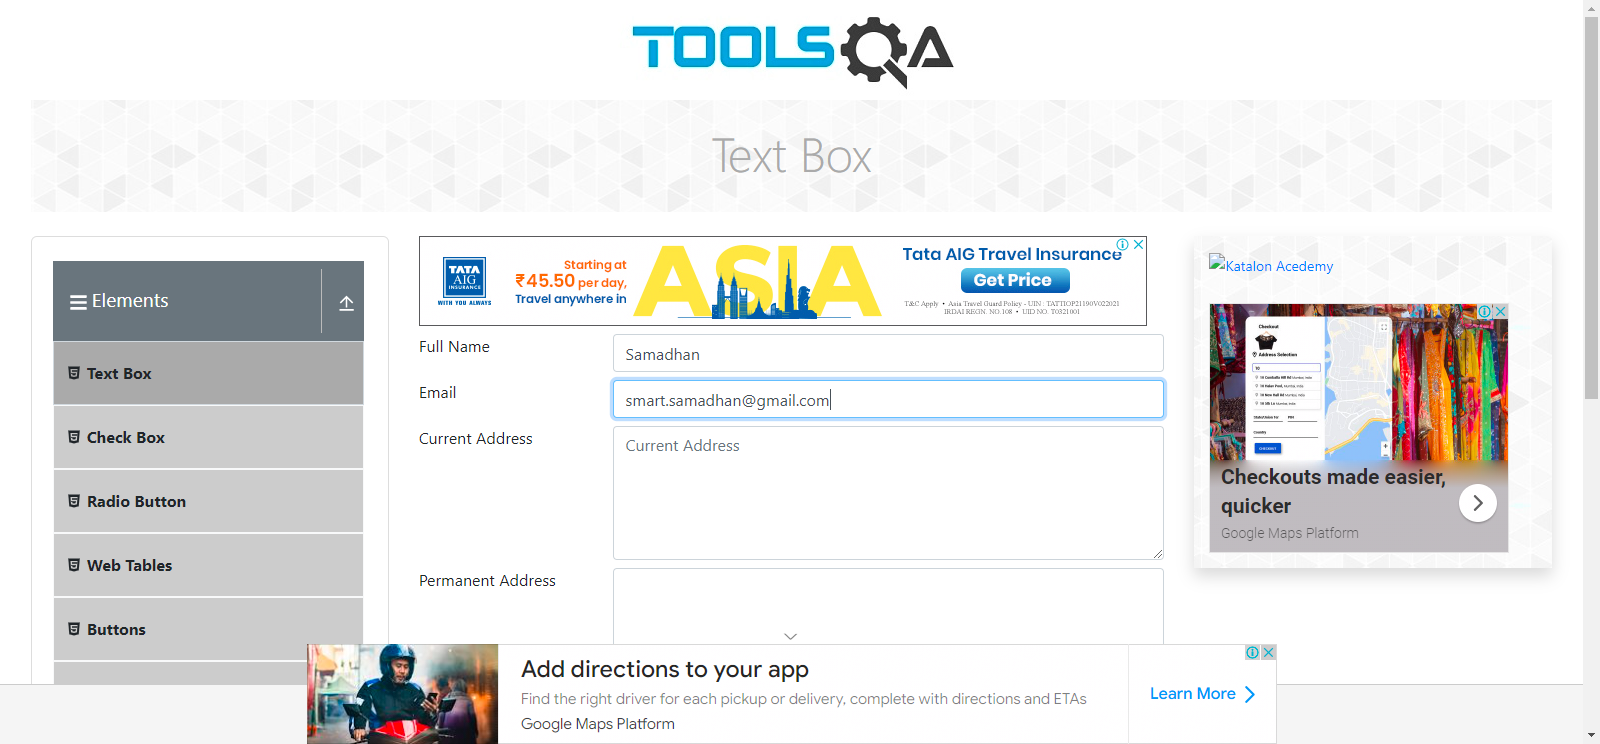 TOOLSQA
Text Box
Elements
Text Box
Check Box
Radio Button
Web Tables
Buttons
TATA
AIG
INSURANCE
WITH YOU ALWAYS
Starting at
₹45.50 per day,
Travel anywhere in
ASIA
Tata AIG Travel Insurance
Get Price
T&C Apply • Asia Travel Guard Policy - UIN : TATTIOP21190V022021
IRDAI REGN. NO.108 • UID NO. T0321001
Full Name
Samadhan
Email
smart.samadhan@gmail.com
Current Address
Current Address
Permanent Address
Katalon Acedemy
Checkout
Address Selection
10
Country
Checkouts made easier,
quicker
Google Maps Platform
Add directions to your app
Find the right driver for each pickup or delivery, complete with directions and ETAs
Google Maps Platform
Learn More